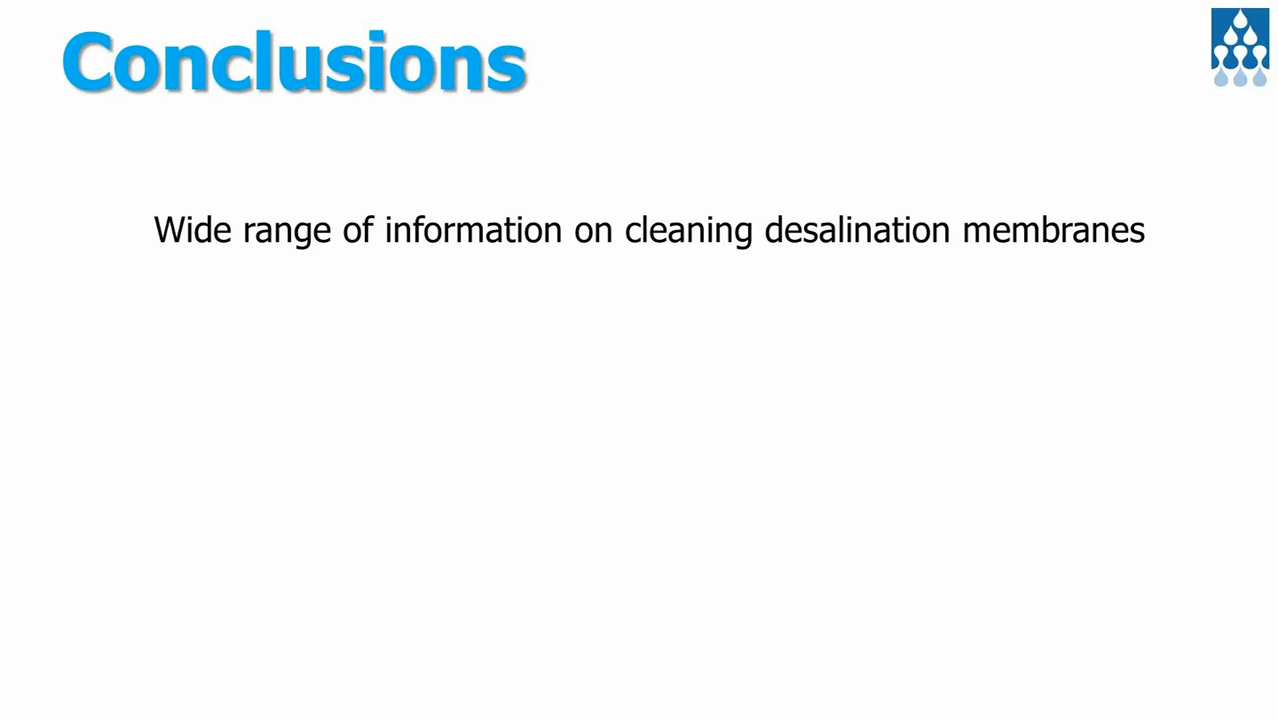 Conclusions
Wide range of information on cleaning desalination membranes